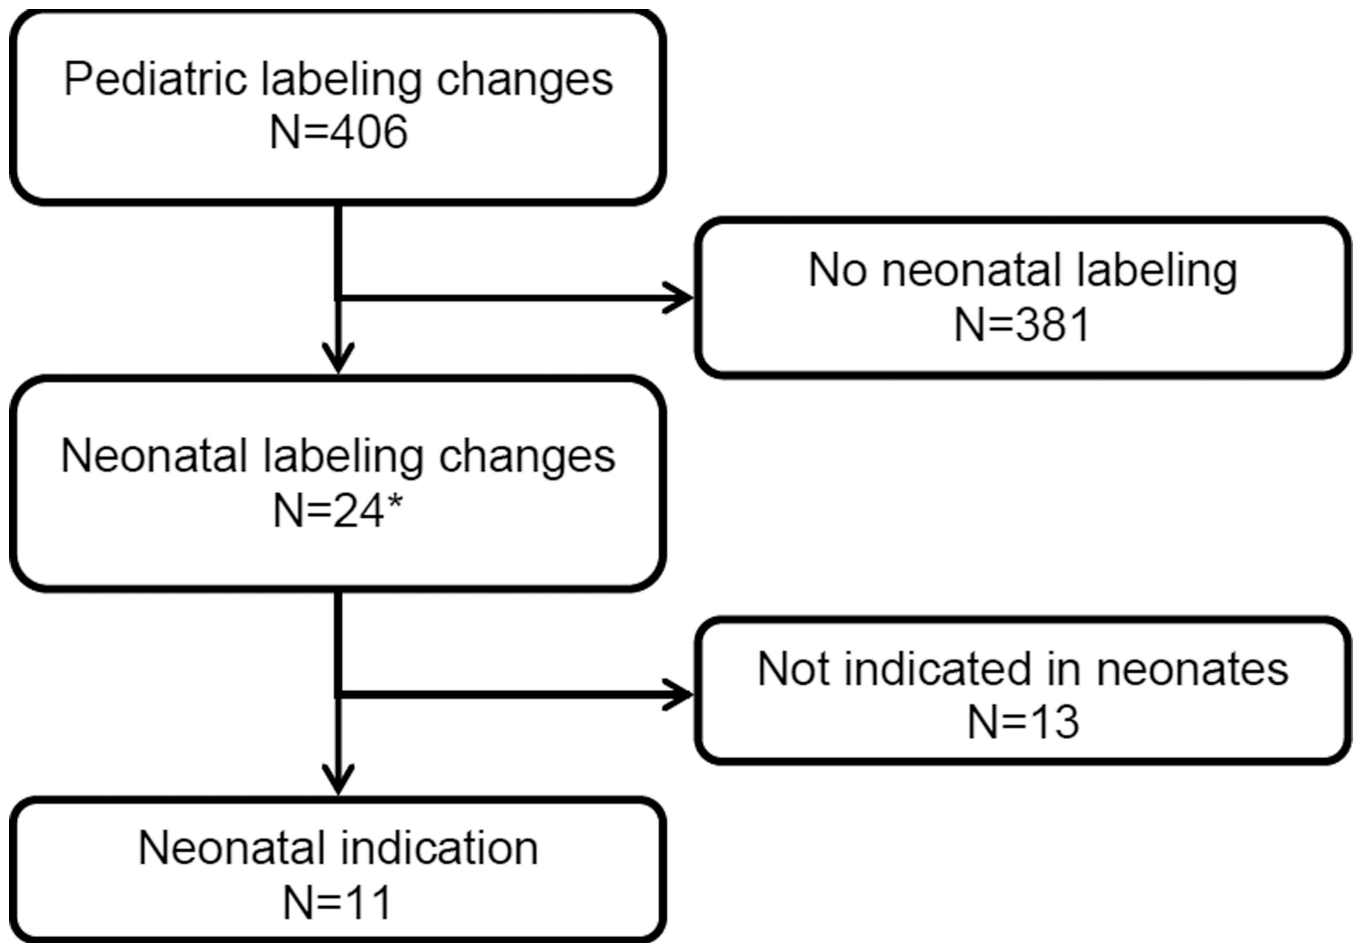 Pediatric labeling changes
N=406
No neonatal labeling
N=381
Neonatal labeling changes
N=24*
Not indicated in neonates
N=13
Neonatal indication
N=11